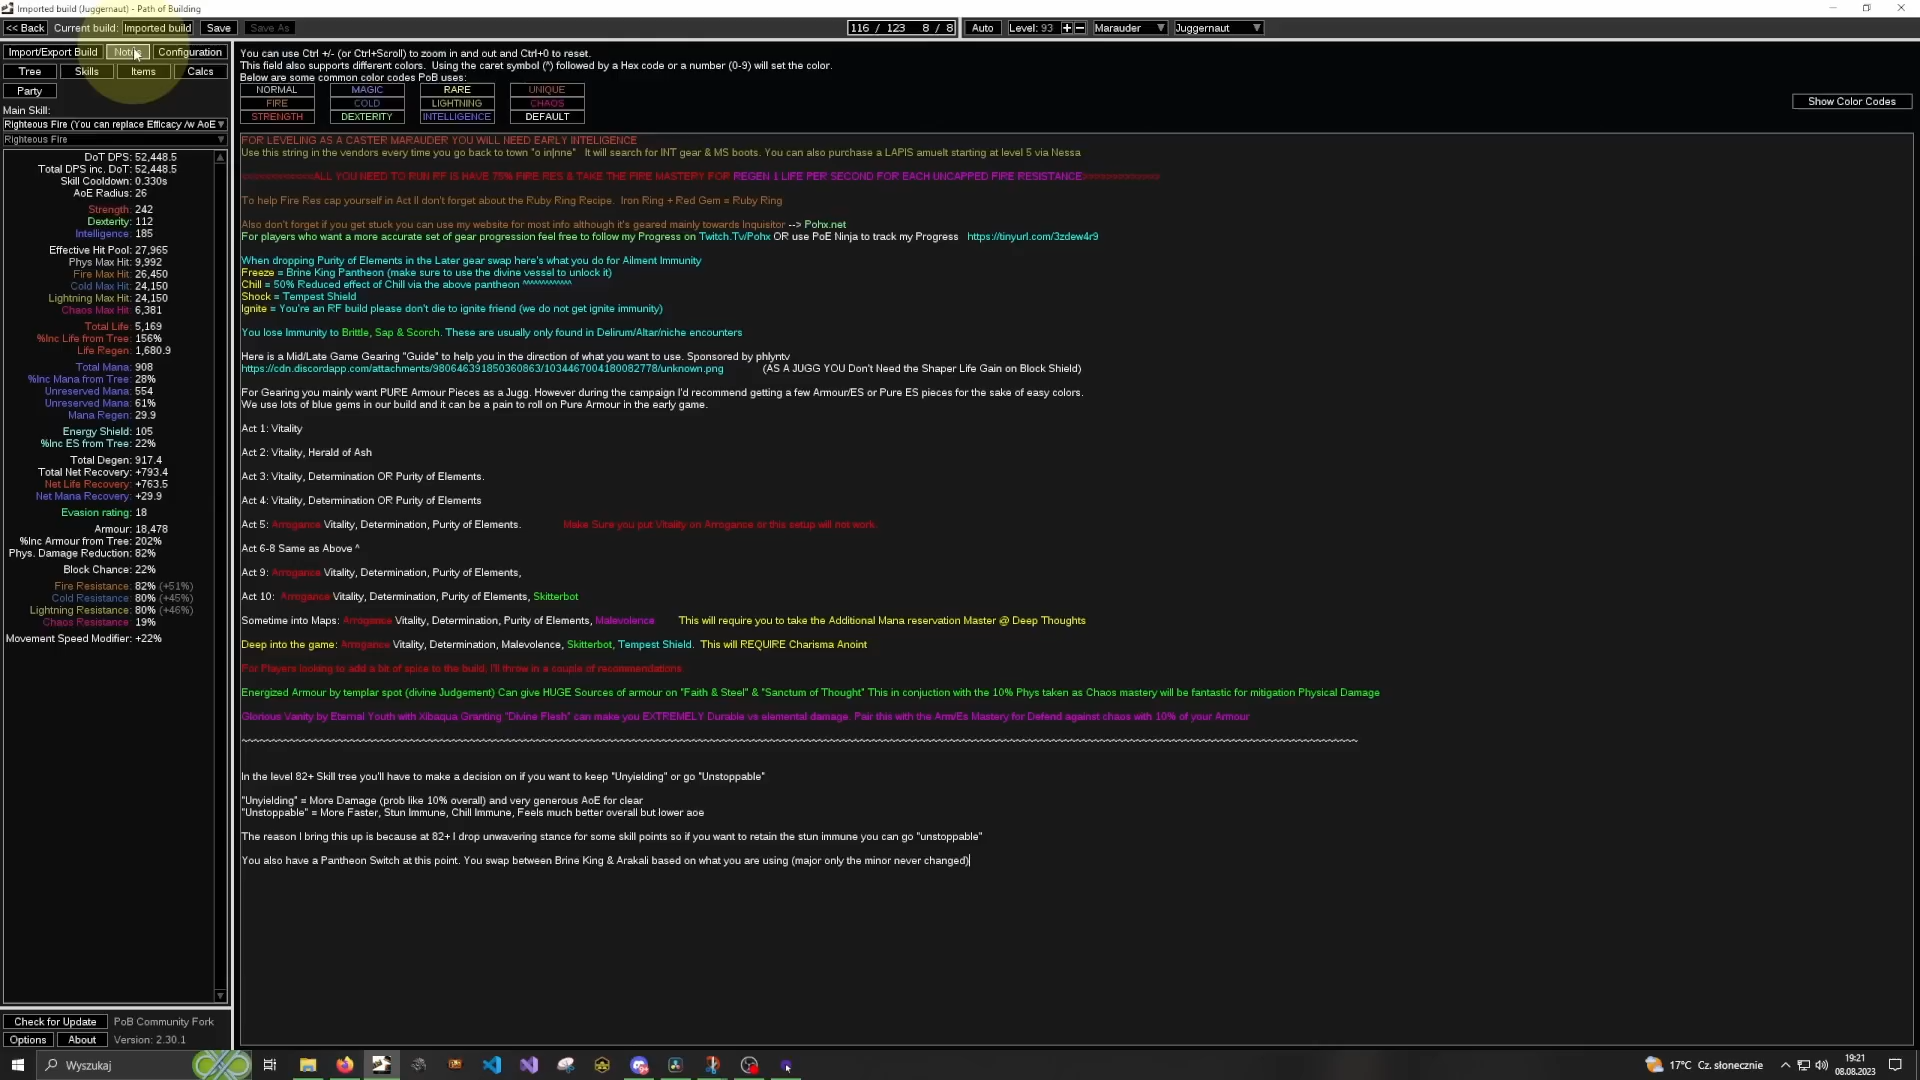 Imported build (Juggernaut) - Path of Building
<< Back Current build: Imported build Save Save As 116 / 123 8 / 8 Auto Level: 93 Marauder Juggernaut
Import/Export Build Configuration
Tree Skills Items Calcs
Party
Main Skill:
Righteous Fire (You can replace Efficacy /w AoE
Righteous Fire
DoT DPS: 52,448.5
Total DPS inc. DoT: 52,448.5
Skill Cooldown: 0.330s
AoE Radius: 26
Strength: 242
Dexterity: 112
Intelligence: 185
Effective Hit Pool: 27,965
Phys Max Hit: 9,992
Fire Max Hit: 26,450
Cold Max Hit: 24,150
Lightning Max Hit: 24,150
Chaos Max Hit: 6,381
Total Life: 5,169
%Inc Life from Tree: 156%
Life Regen: 1,680.9
Total Mana: 908
%Inc Mana from Tree: 28%
Unreserved Mana: 554
Unreserved Mana: 61%
Mana Regen: 29.9
Energy Shield: 105
%Inc ES from Tree: 22%
Total Degen: 917.4
Total Net Recovery: +793.4
Net Life Recovery: +763.5
Net Mana Recovery: +29.9
Evasion rating: 18
Armour: 18,478
%Inc Armour from Tree: 202%
Phys. Damage Reduction: 82%
Block Chance: 22%
Fire Resistance: 82% (+51%)
Cold Resistance: 80% (+45%)
Lightning Resistance: 80% (+46%)
Chaos Resistance: 19%
Movement Speed Modifier: +22%
Check for Update PoB Community Fork
Options About Version: 2.30.1
You can use Ctrl +/- (or Ctrl+Scroll) to zoom in and out and Ctrl+0 to reset.
This field also supports different colors. Using the caret symbol (^) followed by a Hex code or a number (0-9) will set the color.
Below are some common color codes PoB uses:
NORMAL MAGIC RARE UNIQUE
FIRE COLD LIGHTNING CHAOS
STRENGTH DEXTERITY INTELLIGENCE DEFAULT
Show Color Codes
FOR LEVELING AS A CASTER MARAUDER YOU WILL NEED EARLY INTELIGENCE
Use this string in the vendors every time you go back to town "o in|nne" It will search for INT gear & MS boots. You can also purchase a LAPIS amuelt starting at level 5 via Nessa
ALL YOU NEED TO RUN RF IS HAVE 75% FIRE RES & TAKE THE FIRE MASTERY FOR REGEN 1 LIFE PER SECOND FOR EACH UNCAPPED FIRE RESISTANCE
To help Fire Res cap yourself in Act II don't forget about the Ruby Ring Recipe. Iron Ring + Red Gem = Ruby Ring
Also don't forget if you get stuck you can use my website for most info although it's geared mainly towards Inquisitor --> Pohx.net
For players who want a more accurate set of gear progression feel free to follow my Progress on Twitch.Tv/Pohx OR use PoE Ninja to track my Progress https://tinyurl.com/3zdew4r9
When dropping Purity of Elements in the Later gear swap here's what you do for Ailment Immunity
Freeze = Brine King Pantheon (make sure to use the divine vessel to unlock it)
Chill = 50% Reduced effect of Chill via the above pantheon ^^^^^^^^^^^^
Shock = Tempest Shield
Ignite = You're an RF build please don't die to ignite friend (we do not get ignite immunity)
You lose Immunity to Brittle, Sap & Scorch. These are usually only found in Delirum/Altar/niche encounters
Here is a Mid/Late Game Gearing "Guide" to help you in the direction of what you want to use. Sponsored by phlyntv
https://cdn.discordapp.com/attachments/980646391850360863/1034467004180082778/unknown.png (AS A JUGG YOU Don't Need the Shaper Life Gain on Block Shield)
For Gearing you mainly want PURE Armour Pieces as a Jugg. However during the campaign I'd recommend getting a few Armour/ES or Pure ES pieces for the sake of easy colors.
We use lots of blue gems in our build and it can be a pain to roll on Pure Armour in the early game.
Act 1: Vitality
Act 2: Vitality, Herald of Ash
Act 3: Vitality, Determination OR Purity of Elements.
Act 4: Vitality, Determination OR Purity of Elements
Act 5: Arrogance Vitality, Determination, Purity of Elements. Make Sure you put Vitality on Arrogance or this setup will not work.
Act 6-8 Same as Above ^
Act 9: Arrogance Vitality, Determination, Purity of Elements,
Act 10: Arrogance Vitality, Determination, Purity of Elements, Skitterbot
Sometime into Maps: Arrogance Vitality, Determination, Purity of Elements, Malevolence This will require you to take the Additional Mana reservation Master @ Deep Thoughts
Deep into the game: Arrogance Vitality, Determination, Malevolence, Skitterbot, Tempest Shield. This will REQUIRE Charisma Anoint
For Players looking to add a bit of spice to the build, I'll throw in a couple of recommendations.
Energized Armour by templar spot (divine Judgement) Can give HUGE Sources of armour on "Faith & Steel" & "Sanctum of Thought" This in conjuction with the 10% Phys taken as Chaos mastery will be fantastic for mitigation Physical Damage
Glorious Vanity by Eternal Youth with Xibaqua Granting "Divine Flesh" can make you EXTREMELY Durable vs elemental damage. Pair this with the Arm/Es Mastery for Defend against chaos with 10% of your Armour
In the level 82+ Skill tree you'll have to make a decision on if you want to keep "Unyielding" or go "Unstoppable"
"Unyielding" = More Damage (prob like 10% overall) and very generous AoE for clear
"Unstoppable" = More Faster, Stun Immune, Chill Immune, Feels much better overall but lower aoe
The reason I bring this up is because at 82+ I drop unwavering stance for some skill points so if you want to retain the stun immune you can go "unstoppable"
You also have a Pantheon Switch at this point. You swap between Brine King & Arakali based on what you are using (major only the minor never changed)
Wyszukaj 17°C Cz. słonecznie 19:21
08.08.2023